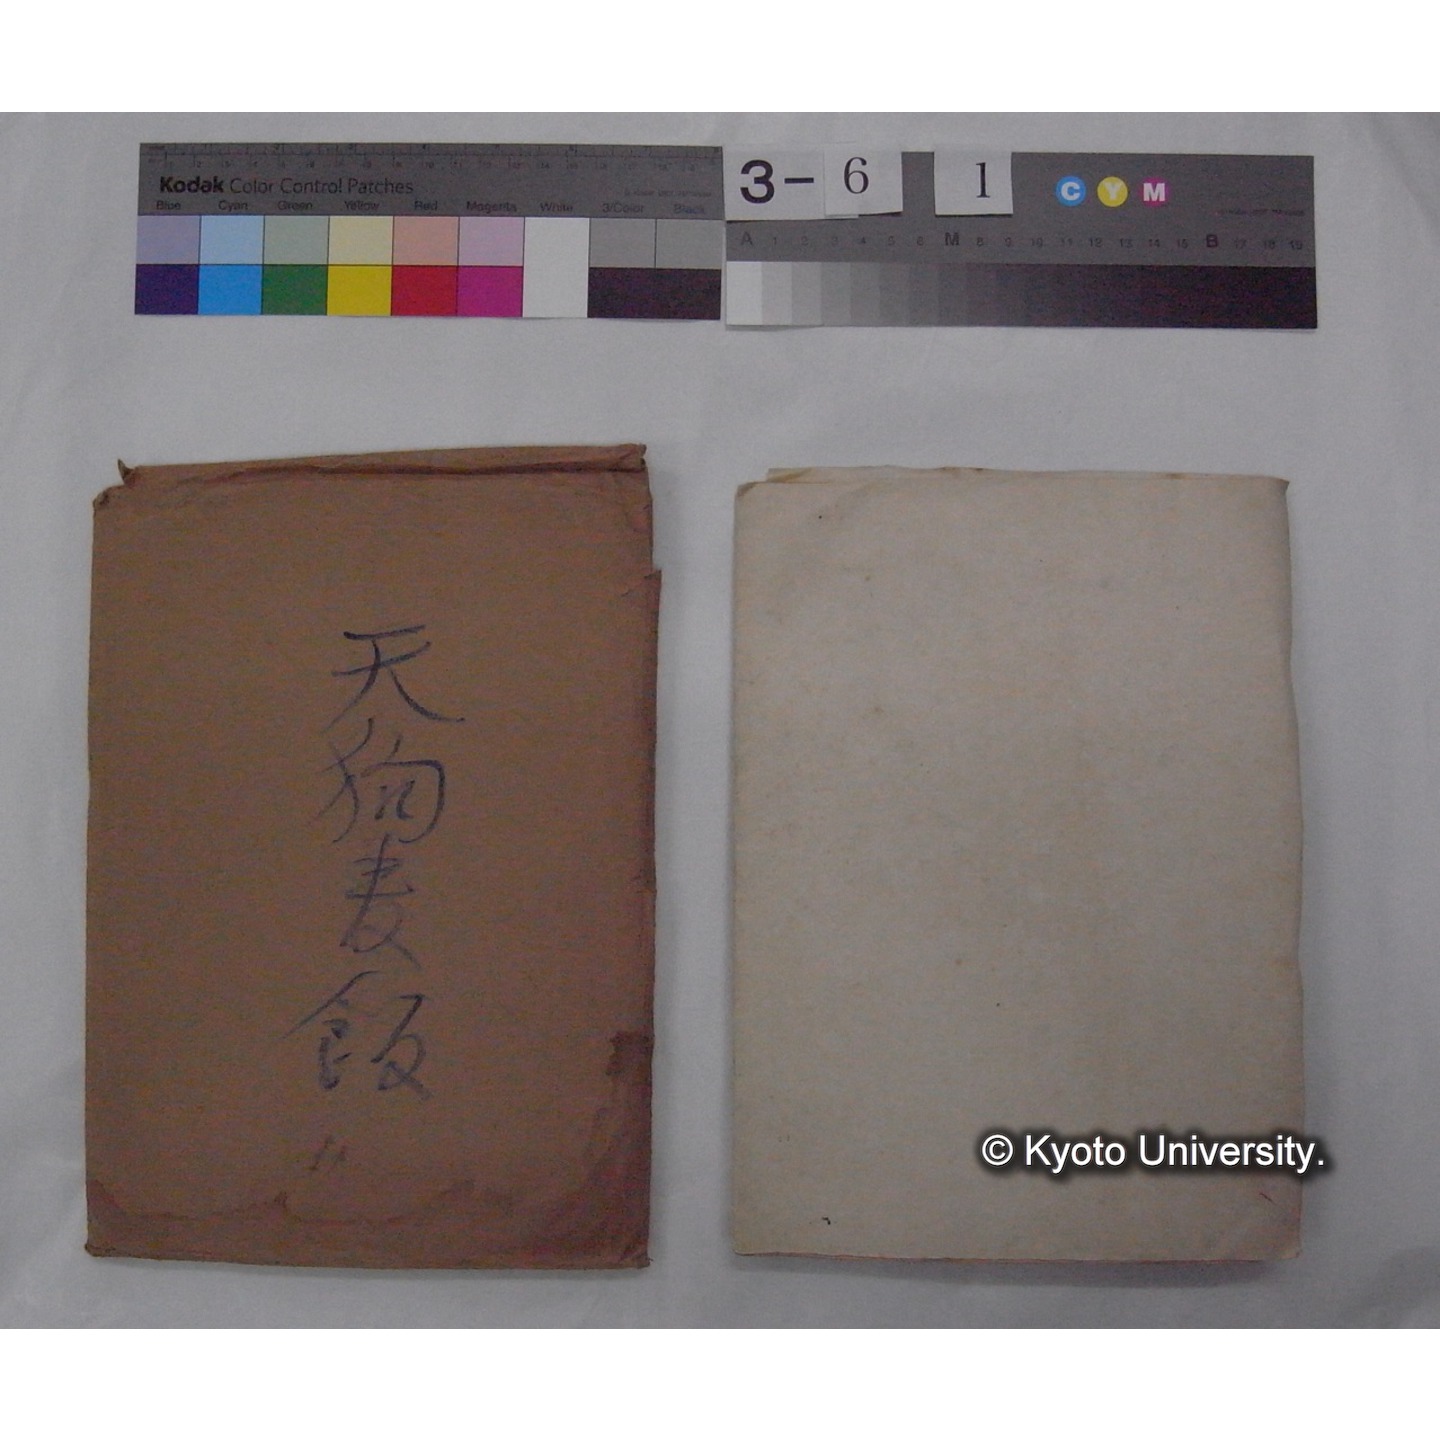 Kodak Color Control Patches
Blue Cyan Green Yellow Red Magenta White 3/Color Black
3-6 1
C Y M
A 1 2 3 4 5 6 M 8 9 10 11 12 13 14 15 B 17 18 19
天狗麦飯
© Kyoto University.